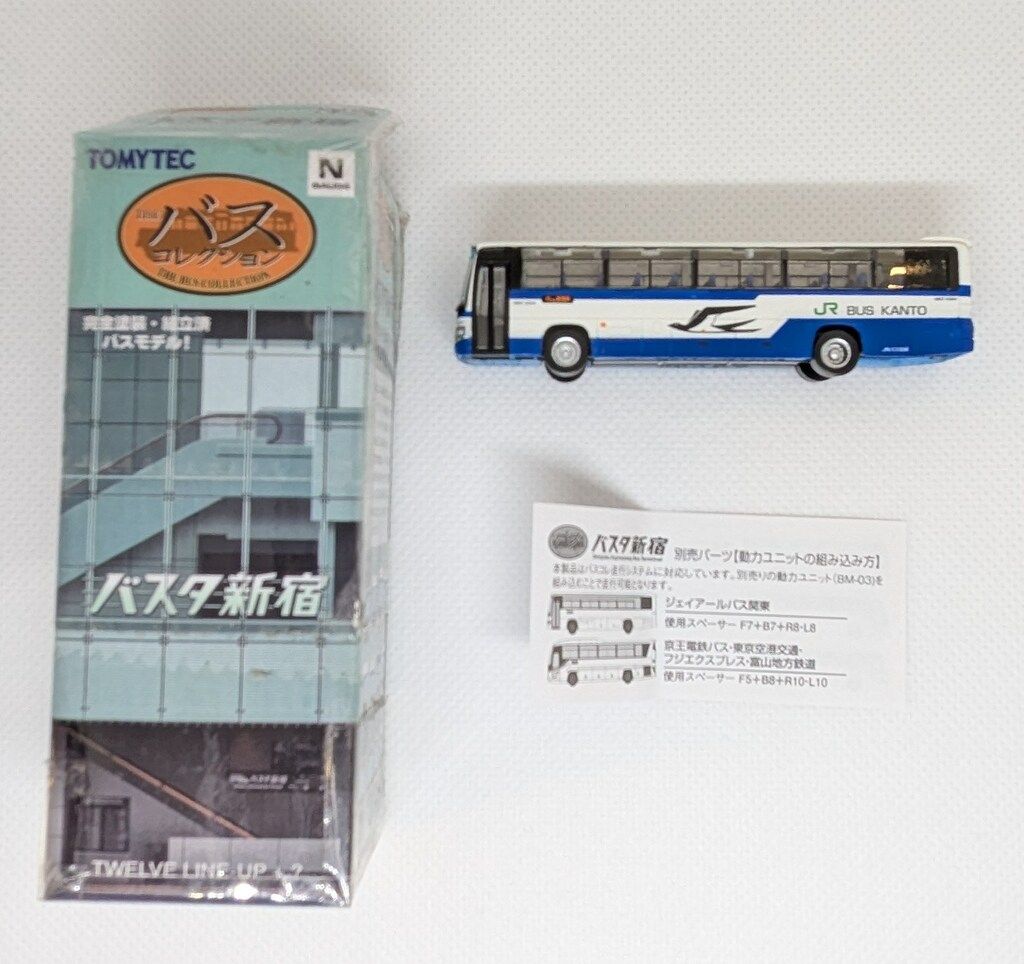 TOMYTEC
N
GAUGE
THE
バス
コレクション
THE BUS COLLECTION
完全塗装・組立済
バスモデル!
バスタ新宿
バスタ新宿
TWELVE LINE UP + ?
JR BUS KANTO
バスタ新宿 別売パーツ【動力ユニットの組み込み方】
本製品はバスコレ走行システムに対応しています。別売りの動力ユニット(BM-03)を
組み込むことで走行可能となります。
ジェイアールバス関東
使用スペーサー F7+B7+R8・L8
京王電鉄バス・東京空港交通・
フジエクスプレス・富山地方鉄道
使用スペーサー F5+B8+R10・L10